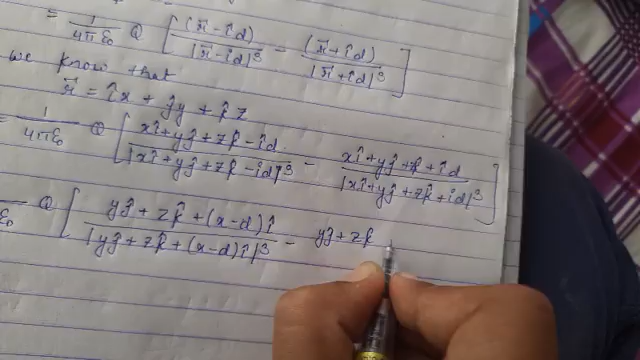 = 1/4πε₀ Q [ (r⃗ - îd)/|r⃗ - îd|³ - (r⃗ + îd)/|r⃗ + îd|³ ]
we know that
r⃗ = îx + ĵy + k̂z
= 1/4πε₀ Q [ xî + yĵ + zk̂ - îd / |xî + yĵ + zk̂ - îd|³ - xî + yĵ + zk̂ + îd / |xî + yĵ + zk̂ + îd|³ ]
ε₀ Q [ yĵ + zk̂ + (x-d)î / |yĵ + zk̂ + (x-d)î|³ - yĵ + zk̂